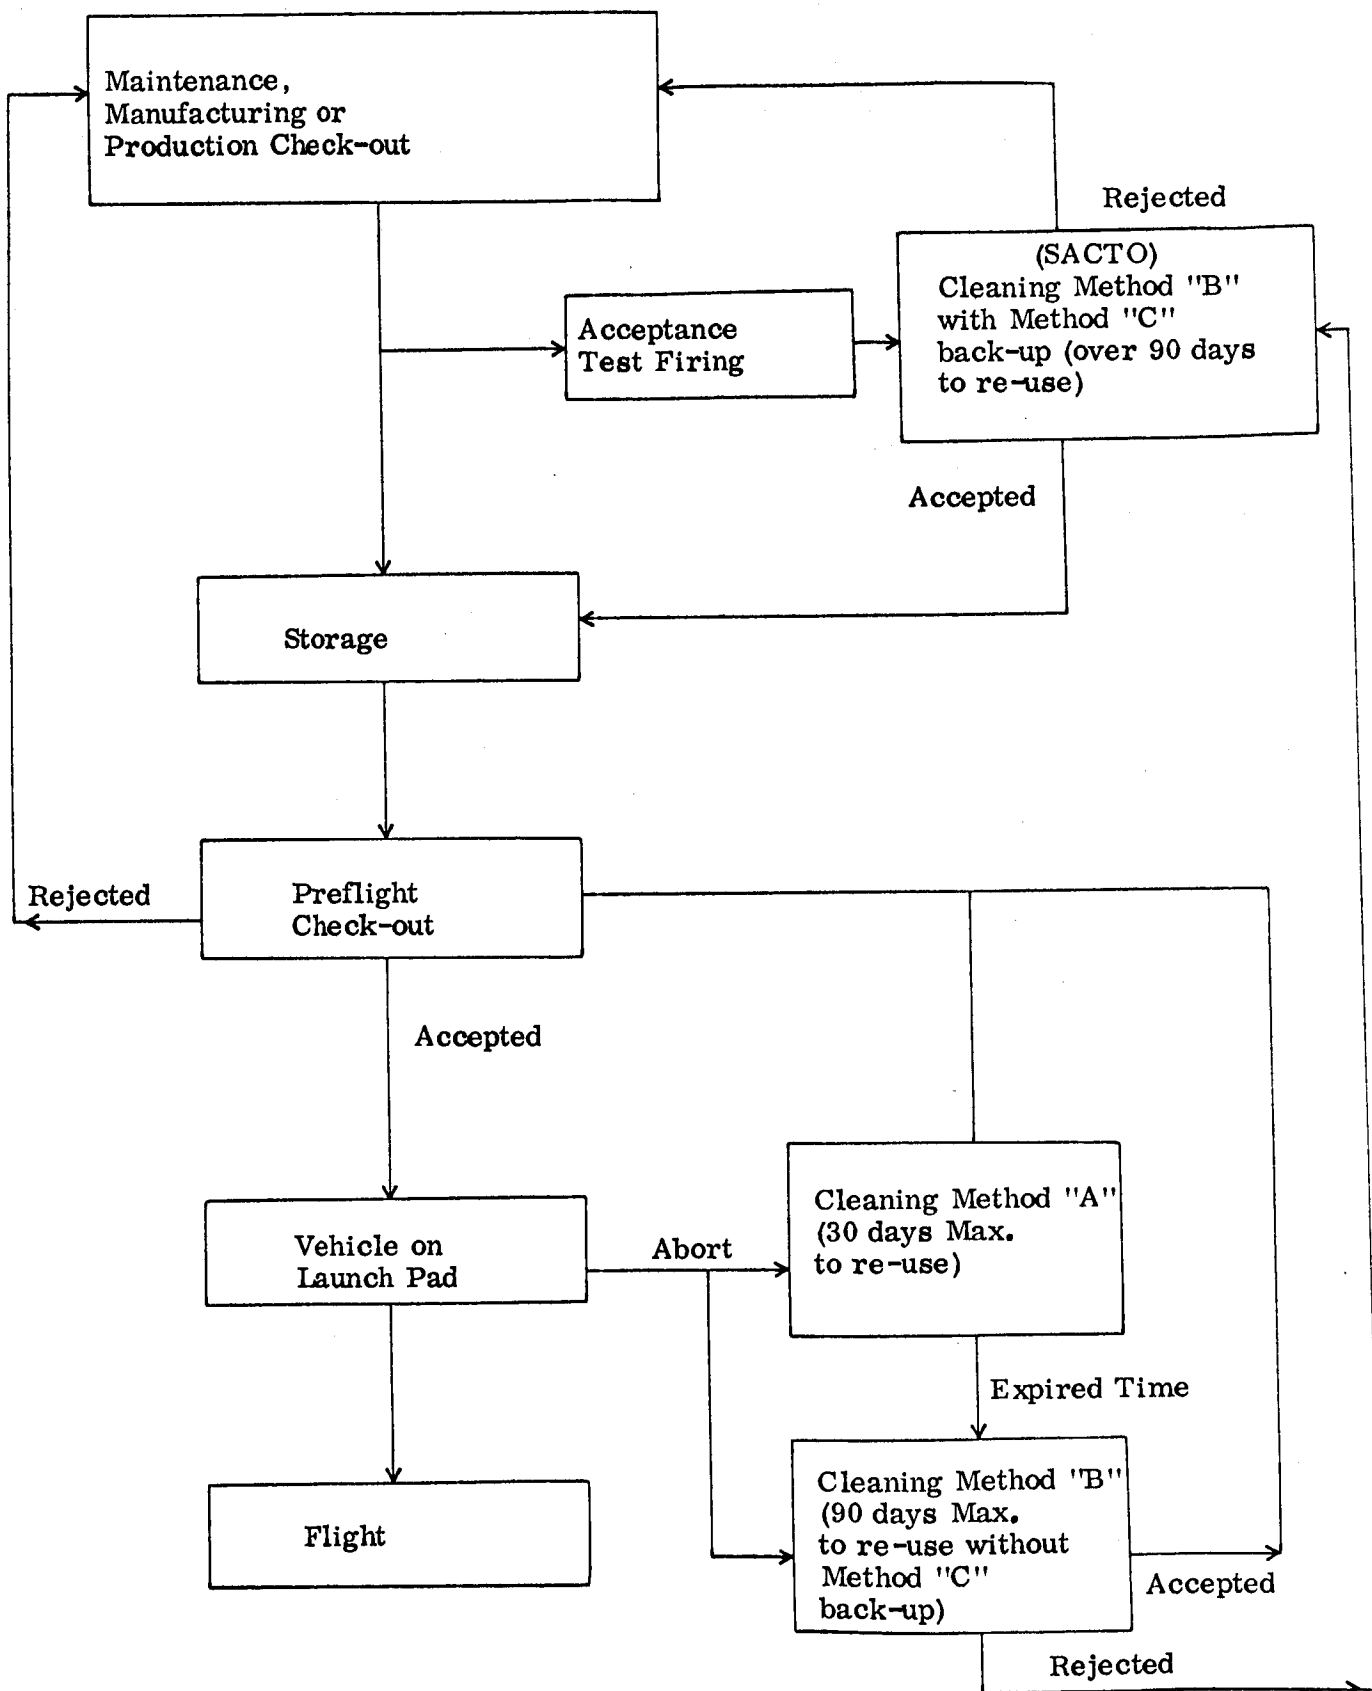 Maintenance,
Manufacturing or
Production Check-out
Rejected
(SACTO)
Cleaning Method "B"
with Method "C"
back-up (over 90 days
to re-use)
Acceptance
Test Firing
Accepted
Storage
Rejected
Preflight
Check-out
Accepted
Cleaning Method "A"
(30 days Max.
to re-use)
Vehicle on
Launch Pad
Abort
Expired Time
Cleaning Method "B"
(90 days Max.
to re-use without
Method "C"
back-up)
Flight
Accepted
Rejected